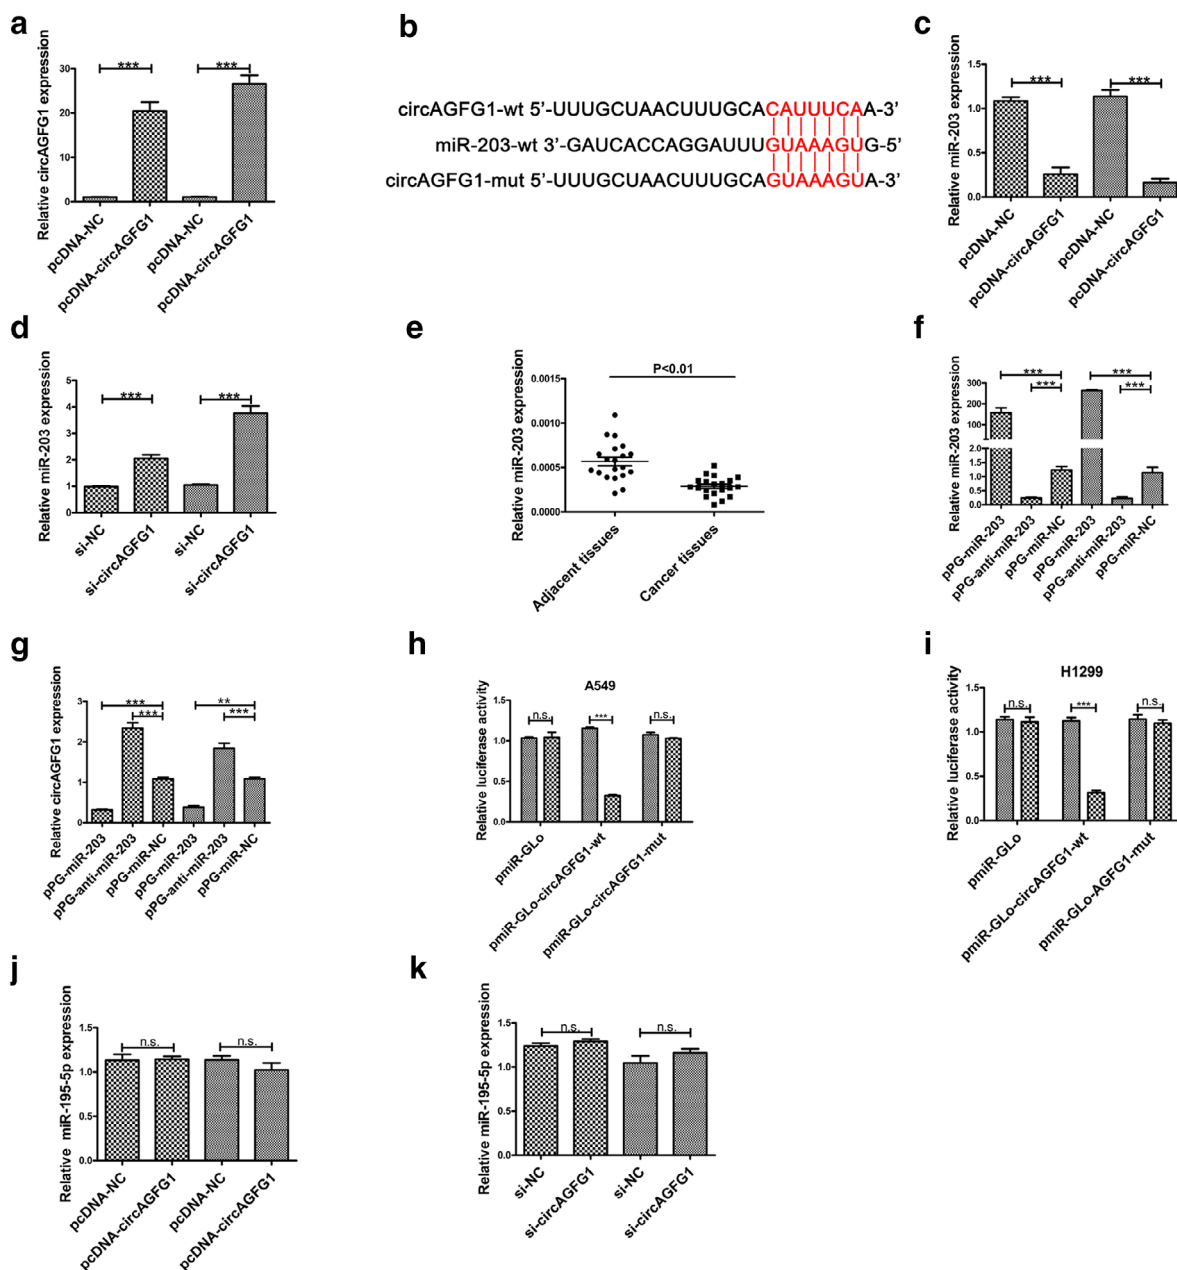 a
Relative circAGFG1 expression
30
20
10
0
***
***
pcDNA-NC
pcDNA-circAGFG1
pcDNA-NC
pcDNA-circAGFG1
b
circAGFG1-wt 5’-UUUGCUAACUUUGCACAUUUCAA-3’
miR-203-wt 3’-GAUCACCAGGAUUUGUAAAGUG-5’
circAGFG1-mut 5’-UUUGCUAACUUUGCAGUAAAGUA-3’
c
Relative miR-203 expression
1.5
1.0
0.5
0.0
***
***
pcDNA-NC
pcDNA-circAGFG1
pcDNA-NC
pcDNA-circAGFG1
d
Relative miR-203 expression
5
4
3
2
1
0
***
***
si-NC
si-circAGFG1
si-NC
si-circAGFG1
e
Relative miR-203 expression
0.0015
0.0010
0.0005
0.0000
P<0.01
Adjacent tissues
Cancer tissues
f
Relative miR-203 expression
300
200
100
1.5
1.0
0.5
0.0
***
***
***
***
pPG-miR-203
pPG-anti-miR-203
pPG-miR-NC
pPG-miR-203
pPG-anti-miR-203
pPG-miR-NC
g
Relative circAGFG1 expression
3
2
1
0
***
***
**
***
pPG-miR-203
pPG-anti-miR-203
pPG-miR-NC
pPG-miR-203
pPG-anti-miR-203
pPG-miR-NC
h
A549
Relative luciferase activity
1.5
1.0
0.5
0.0
n.s.
***
n.s.
pmiR-GLo
pmiR-GLo-circAGFG1-wt
pmiR-GLo-circAGFG1-mut
i
H1299
Relative luciferase activity
1.5
1.0
0.5
0.0
n.s.
***
n.s.
pmiR-GLo
pmiR-GLo-circAGFG1-wt
pmiR-GLo-AGFG1-mut
j
Relative miR-195-5p expression
1.5
1.0
0.5
0.0
n.s.
n.s.
pcDNA-NC
pcDNA-circAGFG1
pcDNA-NC
pcDNA-circAGFG1
k
Relative miR-195-5p expression
1.5
1.0
0.5
0.0
n.s.
n.s.
si-NC
si-circAGFG1
si-NC
si-circAGFG1